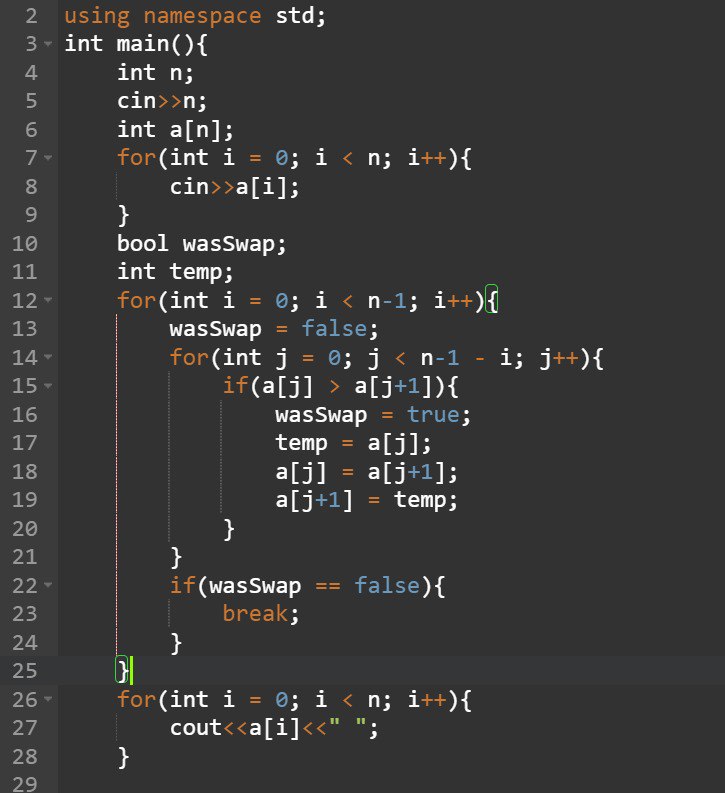 2 using namespace std;
3 int main(){
4     int n;
5     cin>>n;
6     int a[n];
7     for(int i = 0; i < n; i++){
8         cin>>a[i];
9     }
10     bool wasSwap;
11     int temp;
12     for(int i = 0; i < n-1; i++){
13         wasSwap = false;
14         for(int j = 0; j < n-1 - i; j++){
15             if(a[j] > a[j+1]){
16                 wasSwap = true;
17                 temp = a[j];
18                 a[j] = a[j+1];
19                 a[j+1] = temp;
20             }
21         }
22         if(wasSwap == false){
23             break;
24         }
25     }
26     for(int i = 0; i < n; i++){
27         cout<<a[i]<<" ";
28     }
29